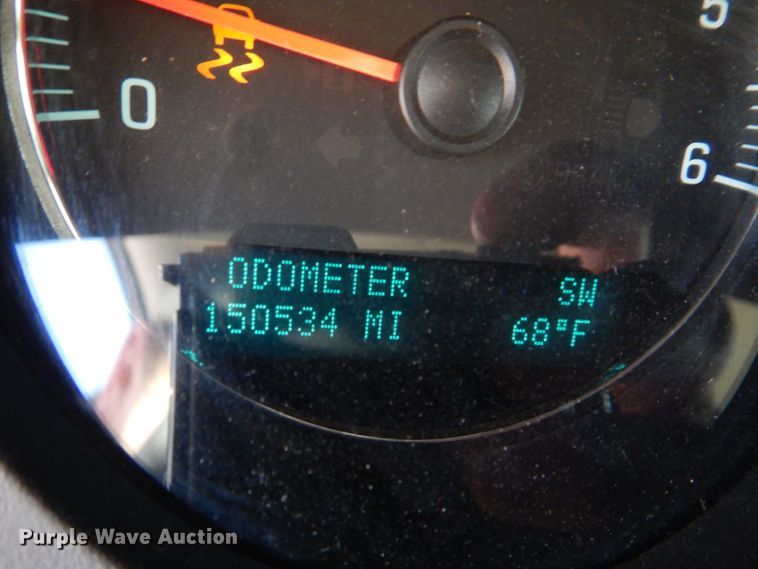 5
0
6
ODOMETER SW
150534 MI 68°F
Purple Wave Auction